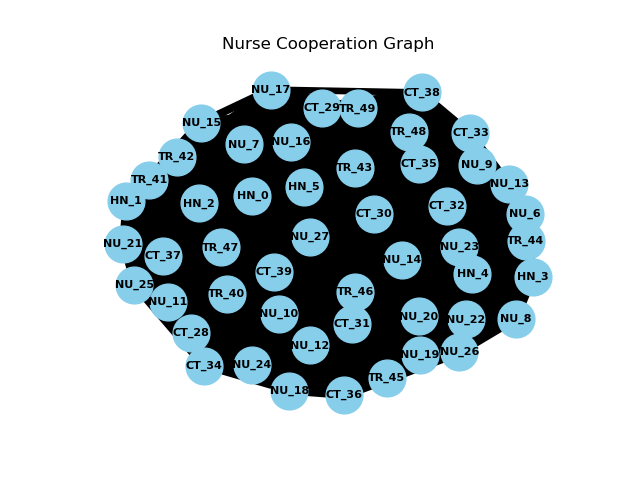 Nurse Cooperation Graph
NU_17
CT_38
CT_29
TR_49
NU_15
TR_48
CT_33
NU_7
NU_16
TR_42
CT_35
NU_9
TR_43
TR_41
NU_13
HN_5
HN_0
HN_1
HN_2
CT_32
CT_30
NU_6
NU_27
TR_44
NU_21
TR_47
NU_23
CT_37
NU_14
CT_39
HN_4
HN_3
NU_25
TR_46
TR_40
NU_11
NU_10
NU_20
NU_22
NU_8
CT_31
CT_28
NU_12
NU_26
NU_19
CT_34
NU_24
TR_45
NU_18
CT_36